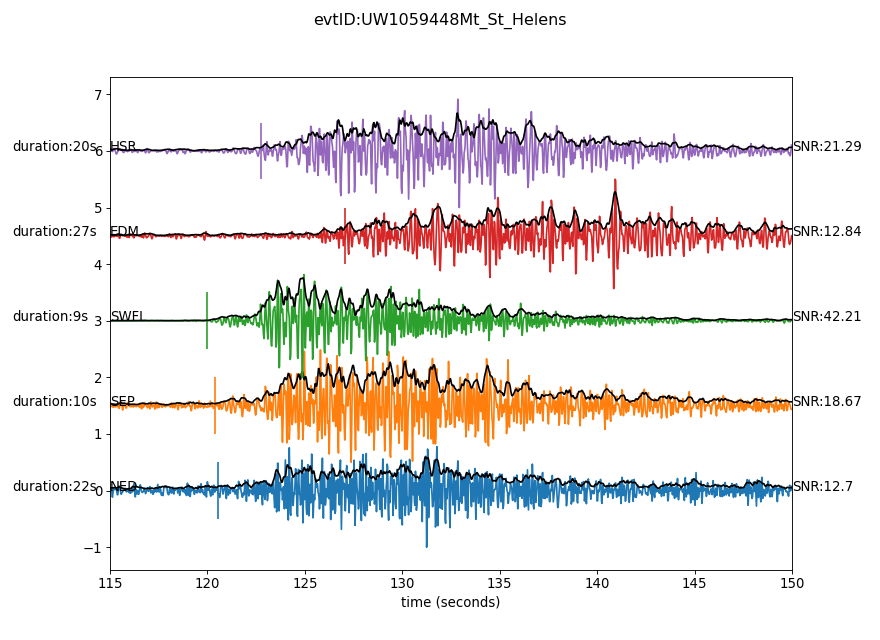 evtID:UW1059448Mt_St_Helens
7
duration:20s HSR SNR:21.29
6
5
duration:27s EDM SNR:12.84
4
duration:9s SWFL SNR:42.21
3
2
duration:10s SEP SNR:18.67
1
duration:22s NED SNR:12.7
0
−1
115 120 125 130 135 140 145 150
time (seconds)